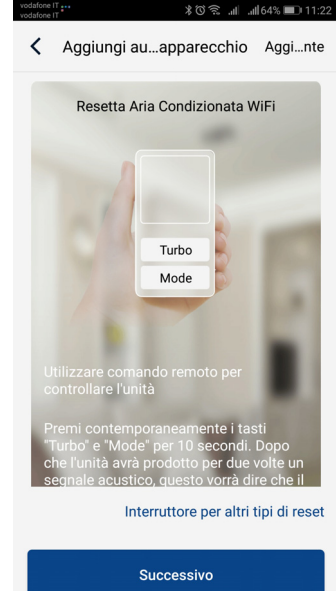 vodafone IT
vodafone IT
64% 11:22
Aggiungi au...apparecchio Aggi...nte
Resetta Aria Condizionata WiFi
Turbo
Mode
Utilizzare comando remoto per
controllare l'unità
Premi contemporaneamente i tasti
"Turbo" e "Mode" per 10 secondi. Dopo
che l'unità avrà prodotto per due volte un
segnale acustico, questo vorrà dire che il
Interruttore per altri tipi di reset
Successivo